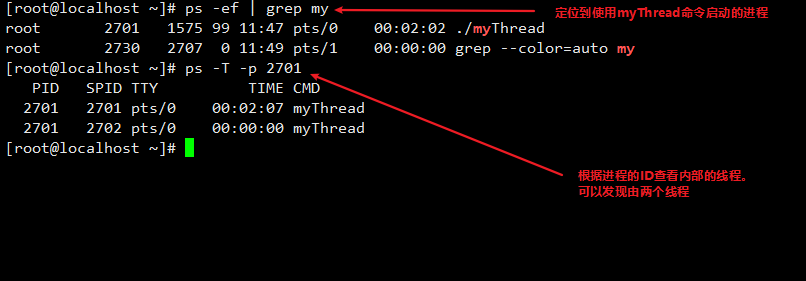 [root@localhost ~]# ps -ef | grep my
定位到使用myThread命令启动的进程
root 2701 1575 99 11:47 pts/0 00:02:02 ./myThread
root 2730 2707 0 11:49 pts/1 00:00:00 grep --color=auto my
[root@localhost ~]# ps -T -p 2701
PID SPID TTY TIME CMD
2701 2701 pts/0 00:02:07 myThread
2701 2702 pts/0 00:00:00 myThread
[root@localhost ~]#
根据进程的ID查看内部的线程。
可以发现由两个线程